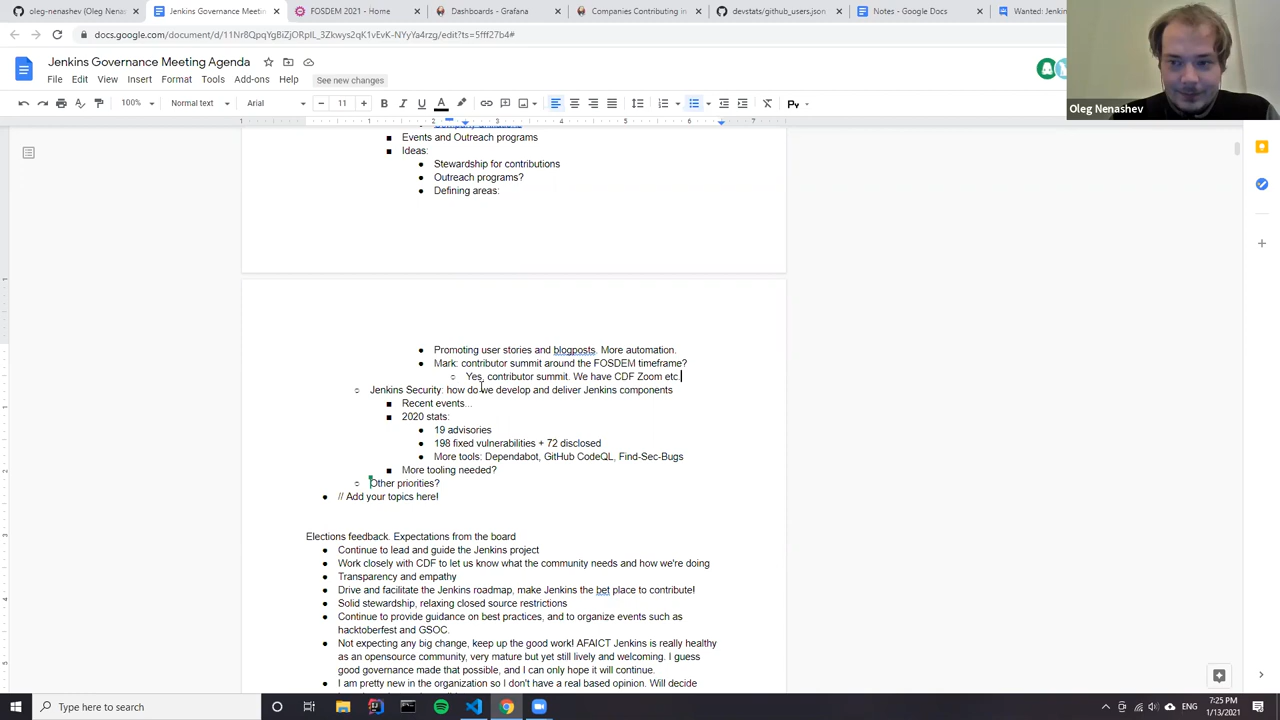 oleg-nenashev (Oleg Nenas
Jenkins Governance Meeting
FOSDEM 2021 - Home
Dashboards - Grafana
Companies Contributing in
devstats/github_users.json
Notes - Google Docs
Wanted: Jenkin
docs.google.com/document/d/11Nr8QpqYgBiZjORpIL_3Zkwys2qK1vEvK-NYyYa4rzg/edit?ts=5fff27b4#
Jenkins Governance Meeting Agenda
File Edit View Insert Format Tools Add-ons Help See new changes
100% Normal text Arial 11
Oleg Nenashev
Events and Outreach programs
Ideas:
Stewardship for contributions
Outreach programs?
Defining areas:
Promoting user stories and blogposts. More automation.
Mark: contributor summit around the FOSDEM timeframe?
Yes, contributor summit. We have CDF Zoom etc.
Jenkins Security: how do we develop and deliver Jenkins components
Recent events...
2020 stats:
19 advisories
198 fixed vulnerabilities + 72 disclosed
More tools: Dependabot, GitHub CodeQL, Find-Sec-Bugs
More tooling needed?
Other priorities?
// Add your topics here!
Elections feedback. Expectations from the board
Continue to lead and guide the Jenkins project
Work closely with CDF to let us know what the community needs and how we're doing
Transparency and empathy
Drive and facilitate the Jenkins roadmap, make Jenkins the bet place to contribute!
Solid stewardship, relaxing closed source restrictions
Continue to provide guidance on best practices, and to organize events such as
hacktoberfest and GSOC.
Not expecting any big change, keep up the good work! AFAICT Jenkins is really healthy
as an opensource community, very mature but yet still lively and welcoming. I guess
good governance made that possible, and I can only hope it will continue.
I am pretty new in the organization so I don't have a real based opinion. Will decide
Type here to search
ENG
7:25 PM
1/13/2021